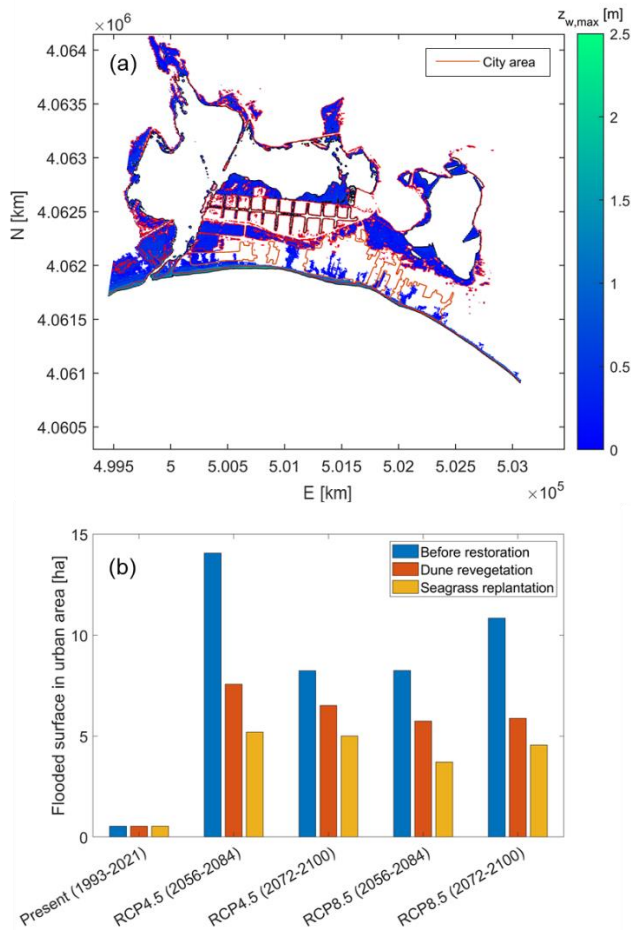 z_w,max [m]
×10⁶
(a)
City area
4.064
4.0635
4.063
4.0625
4.062
4.0615
4.061
4.0605
N [km]
4.995 5 5.005 5.01 5.015 5.02 5.025 5.03
E [km]
×10⁵
2.5
2
1.5
1
0.5
0
(b)
Before restoration
Dune revegetation
Seagrass replantation
15
10
5
0
Flooded surface in urban area [ha]
Present (1993-2021)
RCP4.5 (2056-2084)
RCP4.5 (2072-2100)
RCP8.5 (2056-2084)
RCP8.5 (2072-2100)